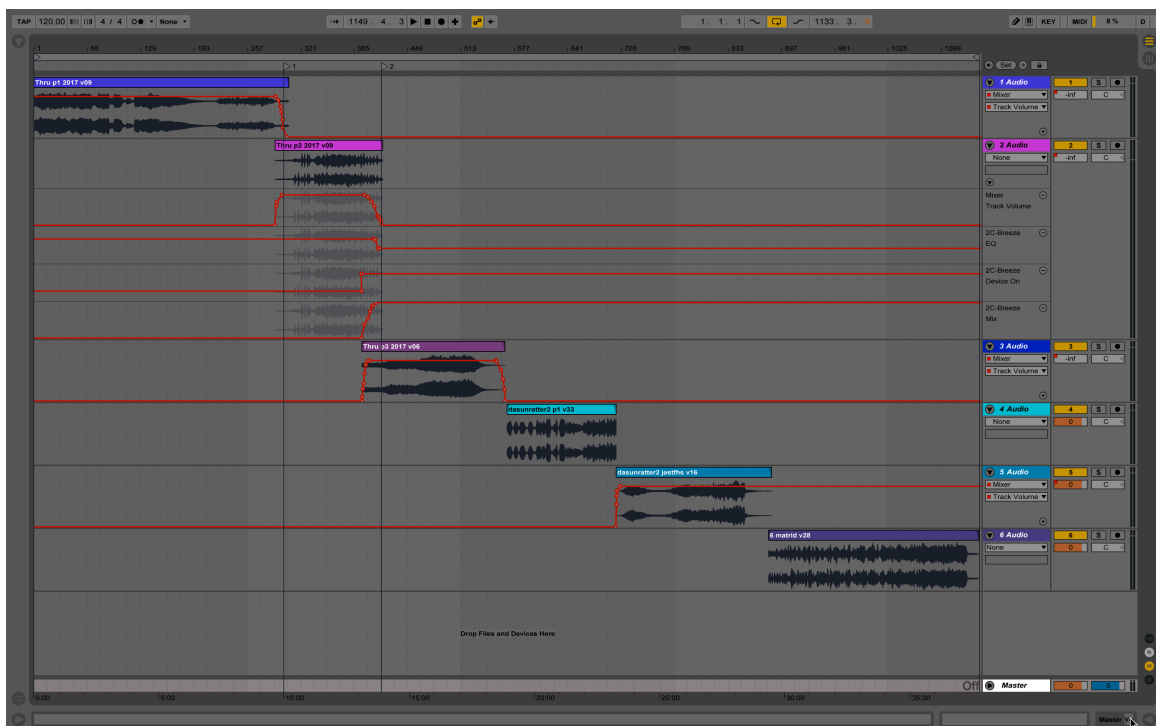 TAP 120.00 4 / 4 None 1149. 4. 3 1. 1. 1 1133. 3. KEY MIDI 8 % D
1 65 129 193 257 321 385 449 513 577 641 705 769 833 897 961 1025 1089
1 2 Set
Thru p1 2017 v09
1 Audio 1 S
Mixer -inf C
Track Volume
Thru p2 2017 v09
2 Audio 2 S
None -inf C
Mixer
Track Volume
2C-Breeze
EQ
2C-Breeze
Device On
2C-Breeze
Mix
Thru p3 2017 v06
3 Audio 3 S
Mixer -inf C
Track Volume
dasunratter2 p1 v33
4 Audio 4 S
None 0 C
dasunratter2 jostfhs v16
5 Audio 5 S
Mixer 0 C
Track Volume
6 matrid v28
6 Audio 6 S
None 0 C
Drop Files and Devices Here
R
M
Off Master 0 0
0:00 5:00 10:00 15:00 20:00 25:00 30:00 35:00
Master